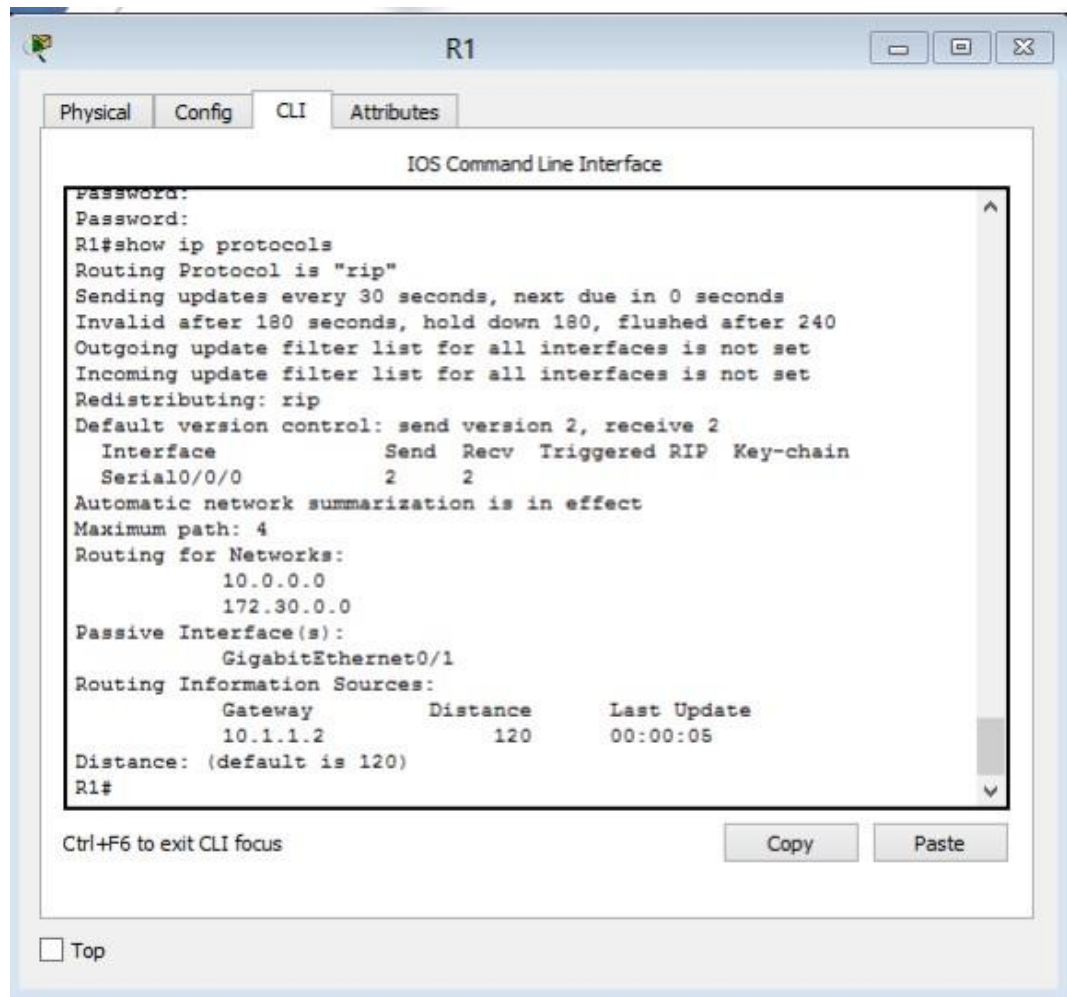 R1
Physical Config CLI Attributes
IOS Command Line Interface
Password:
Password:
R1#show ip protocols
Routing Protocol is "rip"
Sending updates every 30 seconds, next due in 0 seconds
Invalid after 180 seconds, hold down 180, flushed after 240
Outgoing update filter list for all interfaces is not set
Incoming update filter list for all interfaces is not set
Redistributing: rip
Default version control: send version 2, receive 2
Interface Send Recv Triggered RIP Key-chain
Serial0/0/0 2 2
Automatic network summarization is in effect
Maximum path: 4
Routing for Networks:
10.0.0.0
172.30.0.0
Passive Interface(s):
GigabitEthernet0/1
Routing Information Sources:
Gateway Distance Last Update
10.1.1.2 120 00:00:05
Distance: (default is 120)
R1#
Ctrl+F6 to exit CLI focus Copy Paste
Top